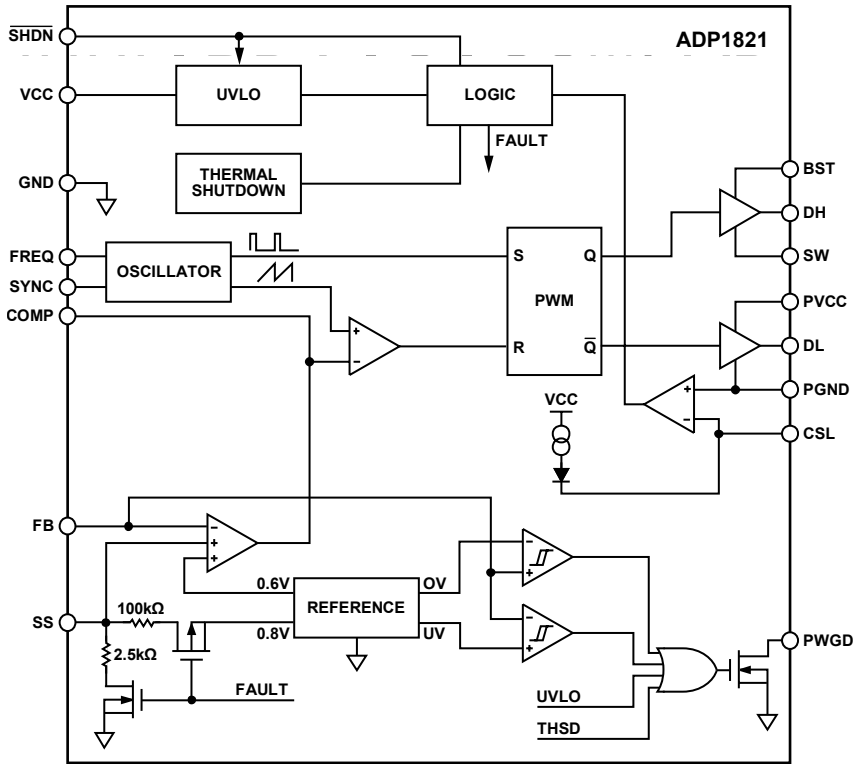 SHDN
ADP1821
VCC
UVLO
LOGIC
FAULT
GND
THERMAL
SHUTDOWN
BST
DH
SW
FREQ
SYNC
OSCILLATOR
COMP
S
Q
PWM
R
Q̅
PVCC
DL
PGND
CSL
+
−
+
−
VCC
FB
−
+
+
0.6V
REFERENCE
OV
0.8V
UV
−
+
−
+
SS
100kΩ
2.5kΩ
FAULT
UVLO
THSD
PWGD